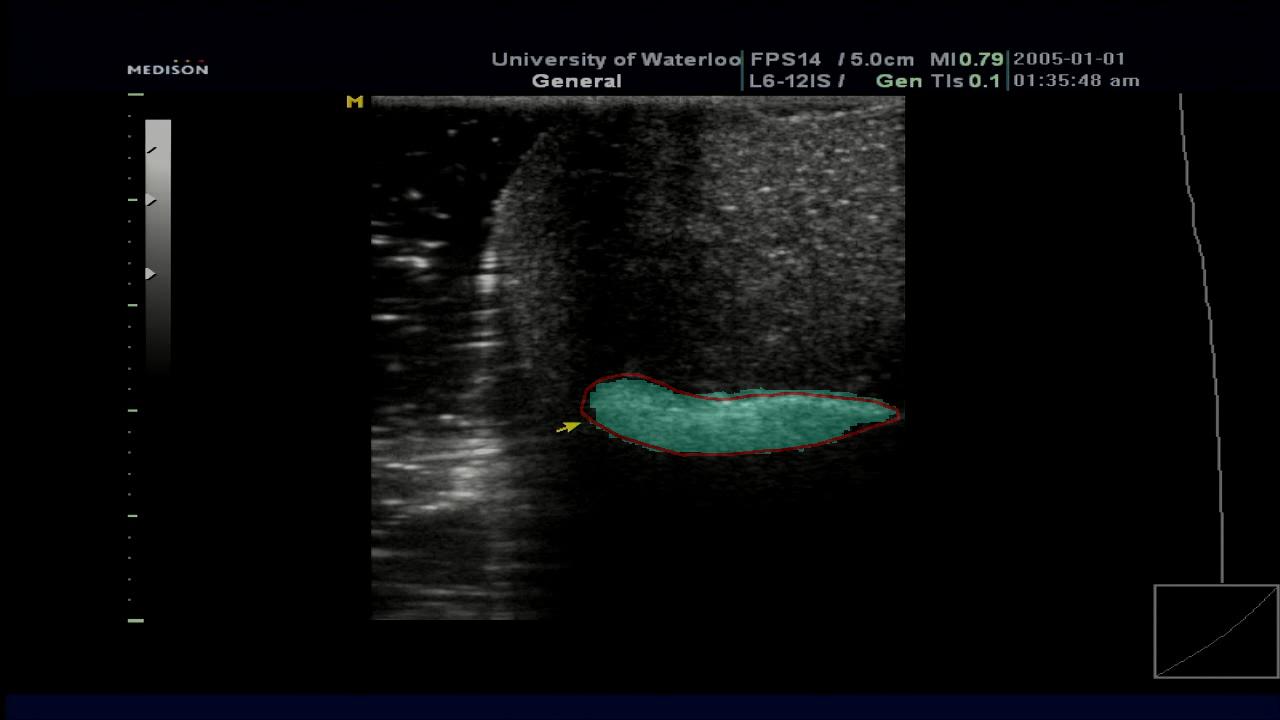 MEDISON
University of Waterloo FPS14 / 5.0cm MI0.79 2005-01-01
General L6-12IS / Gen TIs 0.1 01:35:48 am
M